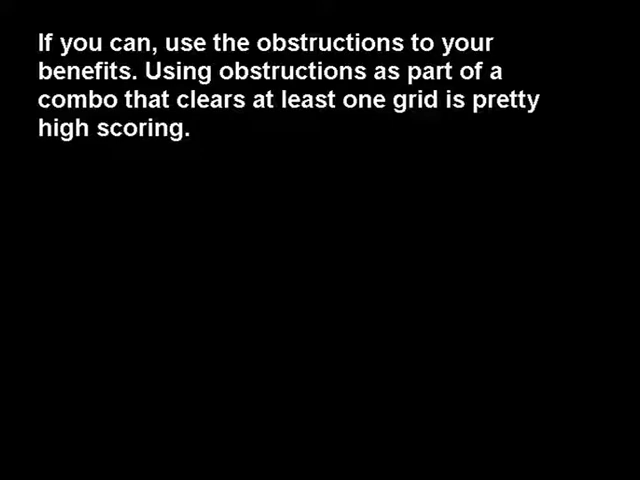 If you can, use the obstructions to your
benefits. Using obstructions as part of a
combo that clears at least one grid is pretty
high scoring.